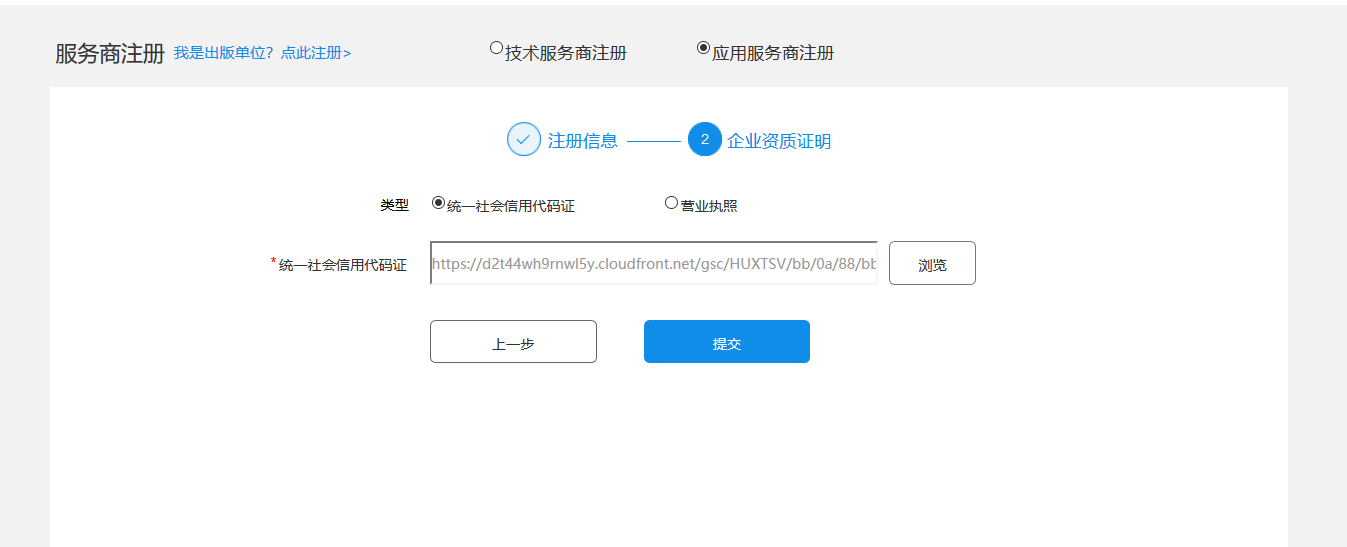 服务商注册 我是出版单位？点此注册> 技术服务商注册 应用服务商注册
注册信息 2 企业资质证明
类型 统一社会信用代码证 营业执照
*统一社会信用代码证 https://d2t44wh9rnwl5y.cloudfront.net/gsc/HUXTSV/bb/0a/88/bb 浏览
上一步 提交